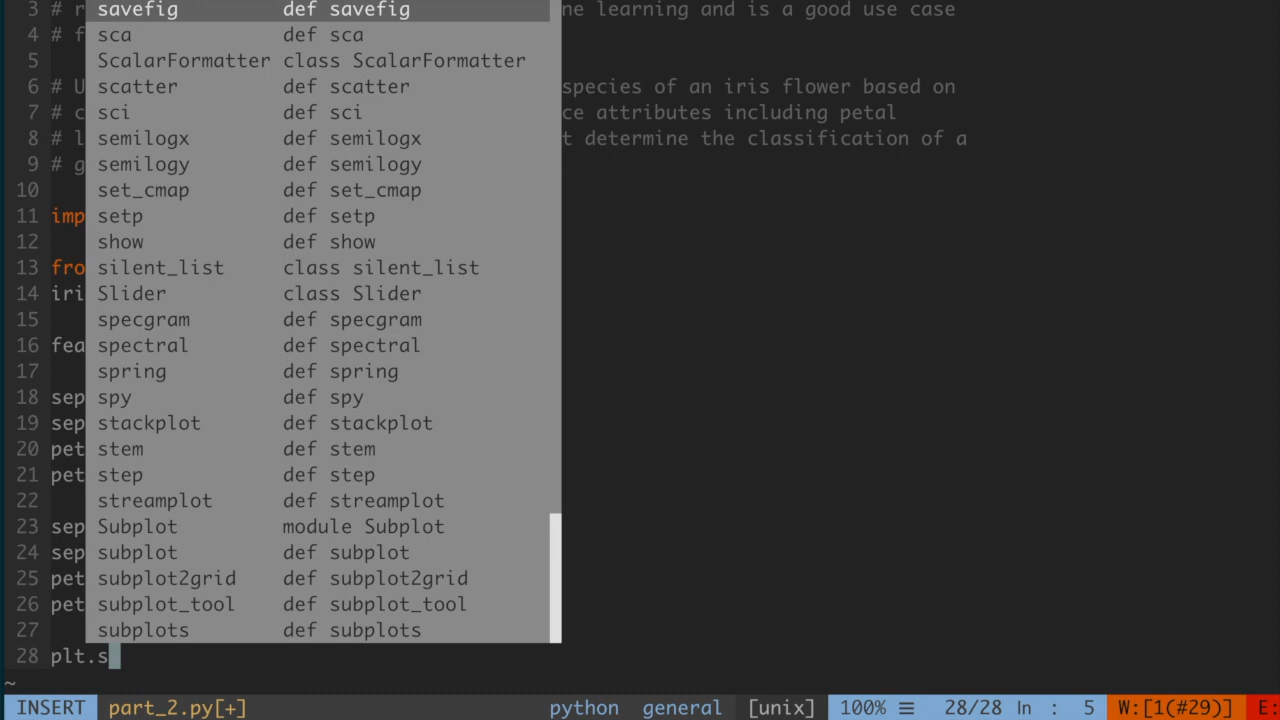 3 # r savefig def savefig ne learning and is a good use case
4 # f sca def sca
5 ScalarFormatter class ScalarFormatter
6 # U scatter def scatter species of an iris flower based on
7 # c sci def sci ce attributes including petal
8 # l semilogx def semilogx t determine the classification of a
9 # g semilogy def semilogy
10 set_cmap def set_cmap
11 imp setp def setp
12 show def show
13 fro silent_list class silent_list
14 iri Slider class Slider
15 specgram def specgram
16 fea spectral def spectral
17 spring def spring
18 sep spy def spy
19 sep stackplot def stackplot
20 pet stem def stem
21 pet step def step
22 streamplot def streamplot
23 sep Subplot module Subplot
24 sep subplot def subplot
25 pet subplot2grid def subplot2grid
26 pet subplot_tool def subplot_tool
27 subplots def subplots
28 plt.s
~
INSERT part_2.py[+] python general [unix] 100% ≡ 28/28 ln : 5 W:[1(#29)] E: